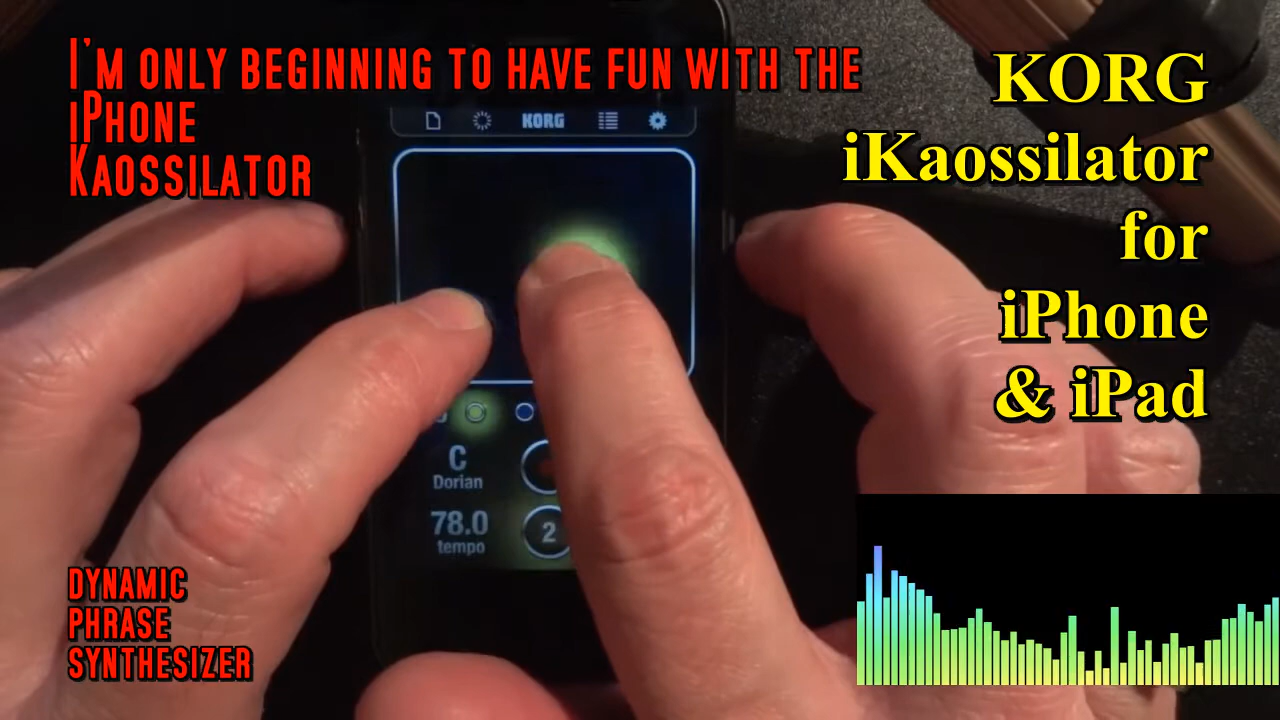 I'M ONLY BEGINNING TO HAVE FUN WITH THE
IPHONE
KAOSSILATOR
KORG
iKaossilator
for
iPhone
& iPad
KORG
C
Dorian
78.0
tempo
2
DYNAMIC
PHRASE
SYNTHESIZER